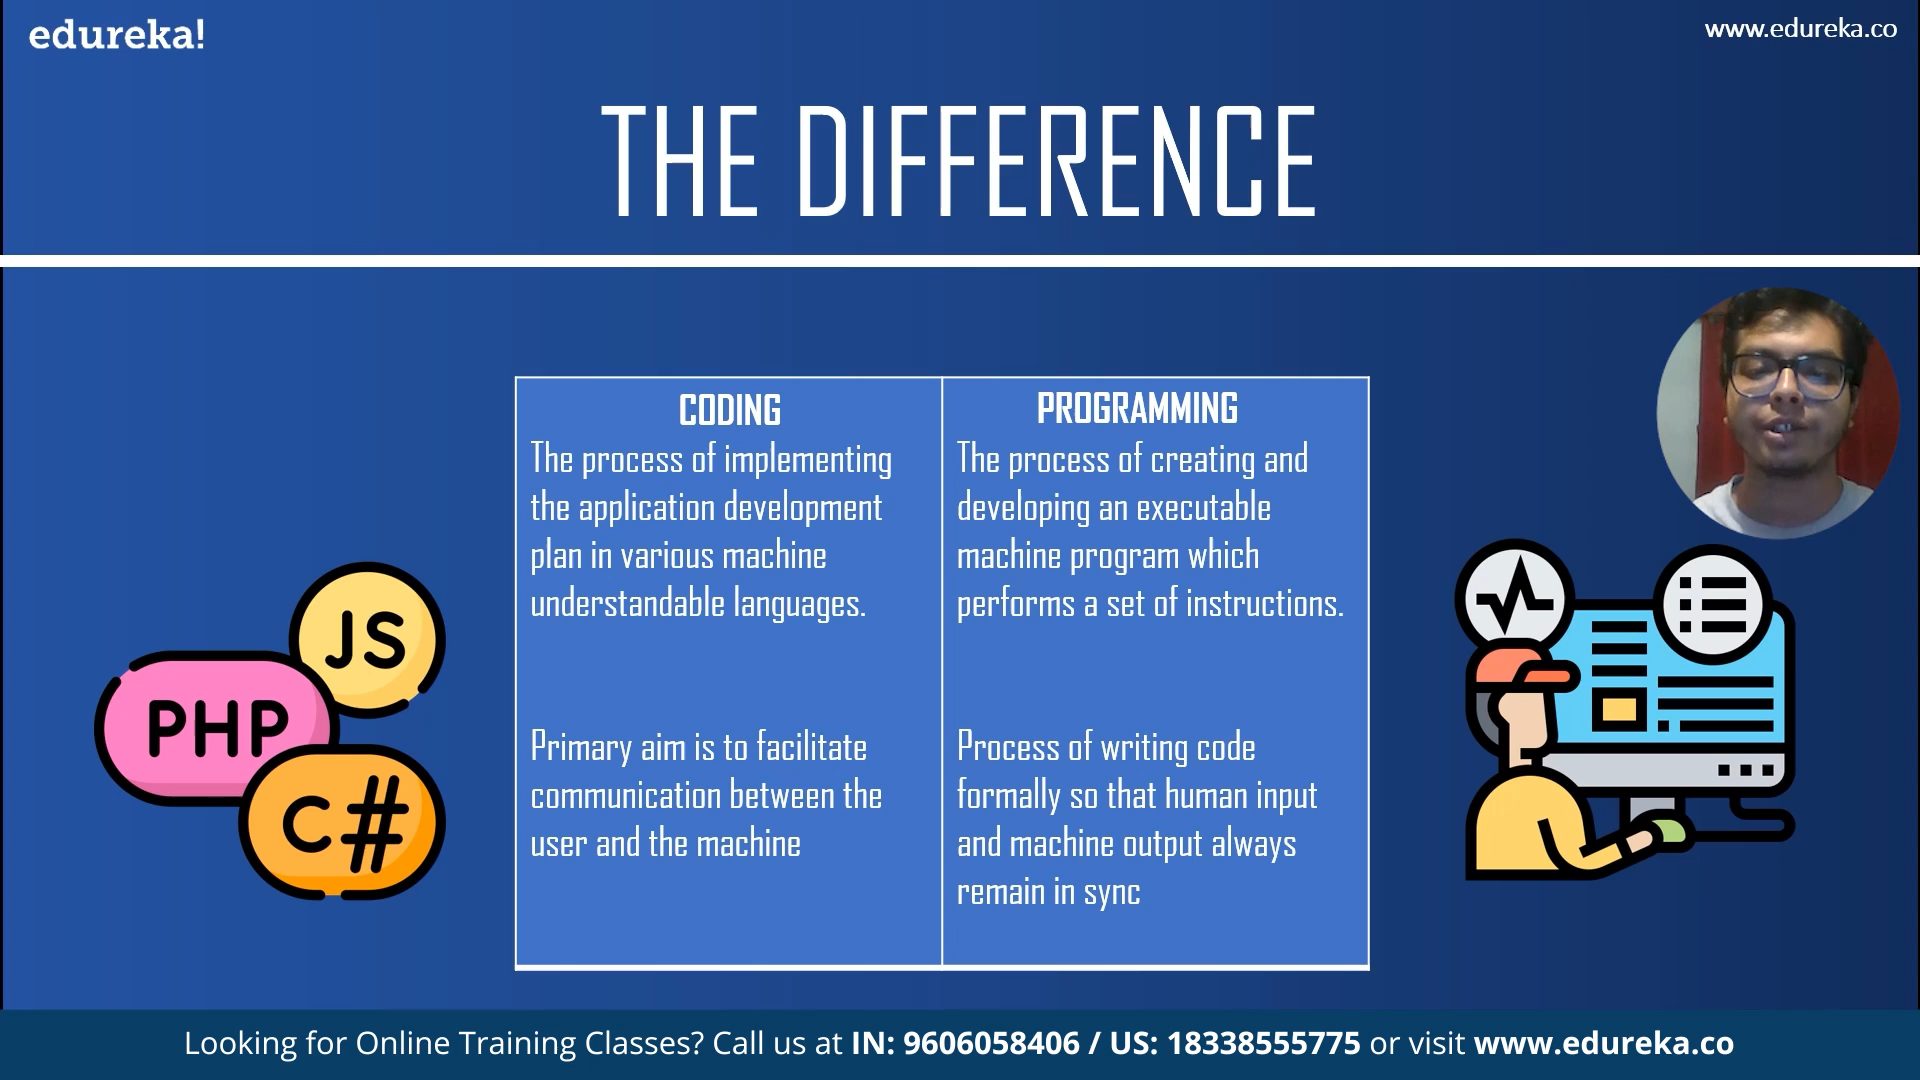 edureka!
www.edureka.co
THE DIFFERENCE
CODING
The process of implementing
the application development
plan in various machine
understandable languages.
Primary aim is to facilitate
communication between the
user and the machine
PROGRAMMING
The process of creating and
developing an executable
machine program which
performs a set of instructions.
Process of writing code
formally so that human input
and machine output always
remain in sync
JS
PHP
C#
Looking for Online Training Classes? Call us at IN: 9606058406 / US: 18338555775 or visit www.edureka.co